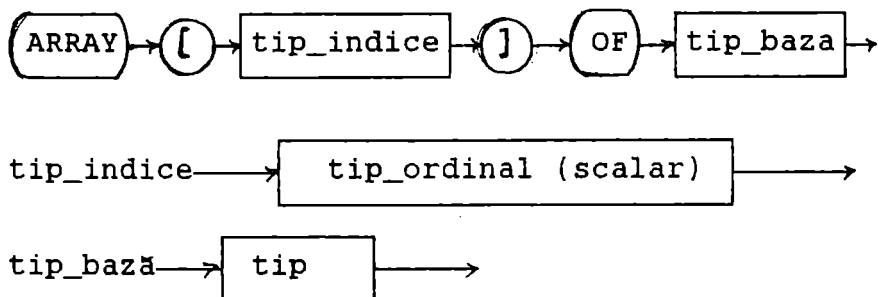 ARRAY [ tip_indice ] OF tip_baza
tip_indice tip_ordinal (scalar)
tip_bază tip